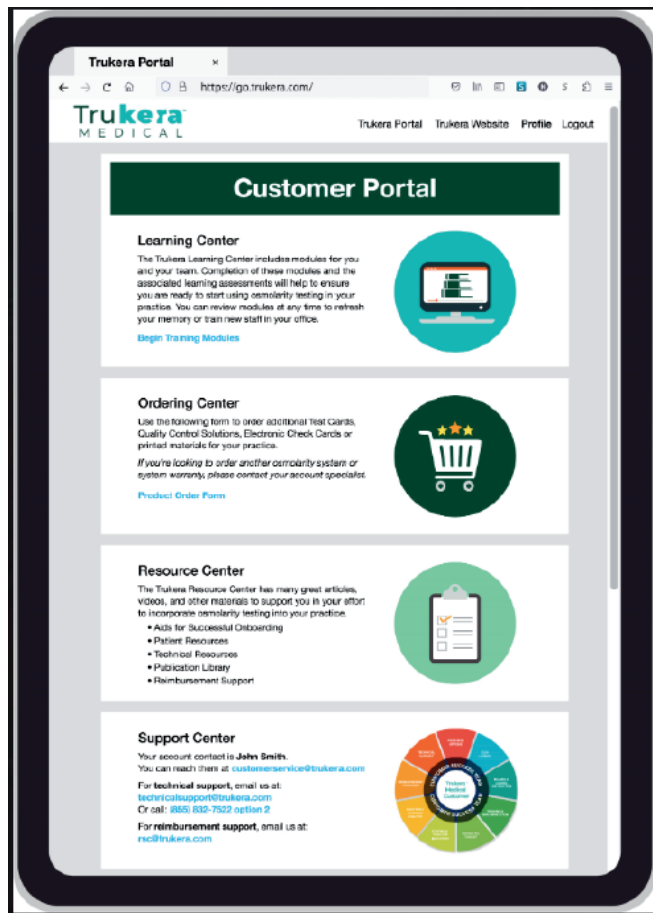 Trukera Portal ×
https://go.trukera.com/
Trukera
MEDICAL
Trukera Portal Trukera Website Profile Logout
Customer Portal
Learning Center
The Trukera Learning Center includes modules for you
and your team. Completion of these modules and the
associated learning assessments will help to ensure
you are ready to start using osmolarity testing in your
practice. You can review modules at any time to refresh
your memory or train new staff in your office.
Begin Training Modules
Ordering Center
Use the following form to order additional Test Cards,
Quality Control Solutions, Electronic Check Cards or
printed materials for your practice.
If you're looking to order another osmolarity system or
system warranty, please contact your account specialist.
Product Order Form
Resource Center
The Trukera Resource Center has many great articles,
videos, and other materials to support you in your effort
to incorporate osmolarity testing into your practice.
• Aids for Successful Onboarding
• Patient Resources
• Technical Resources
• Publication Library
• Reimbursement Support
Support Center
Your account contact is John Smith.
You can reach them at customerservice@trukera.com
For technical support, email us at:
technicalsupport@trukera.com
Or call: (855) 832-7522 option 2
For reimbursement support, email us at:
rsc@trukera.com
CUSTOMER SUCCESS TEAM
Trukera
Medical
Customer